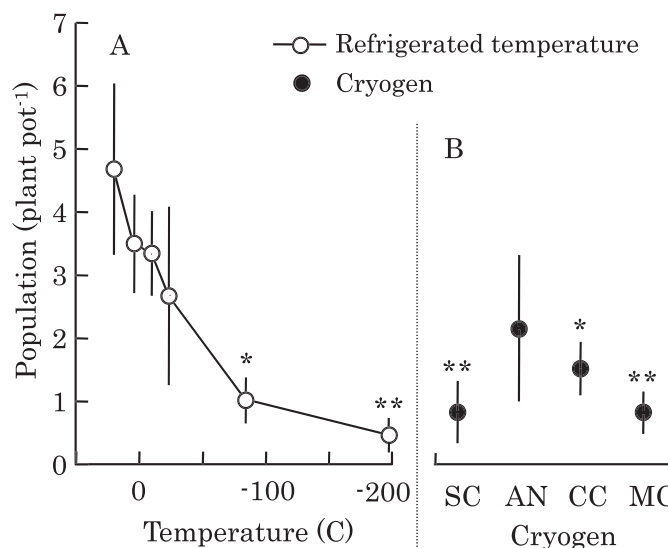 7
6
5
4
3
2
1
0
Population (plant pot-1)
A
Refrigerated temperature
Cryogen
B
*
**
**
*
**
0 -100 -200
Temperature (C)
SC AN CC MC
Cryogen